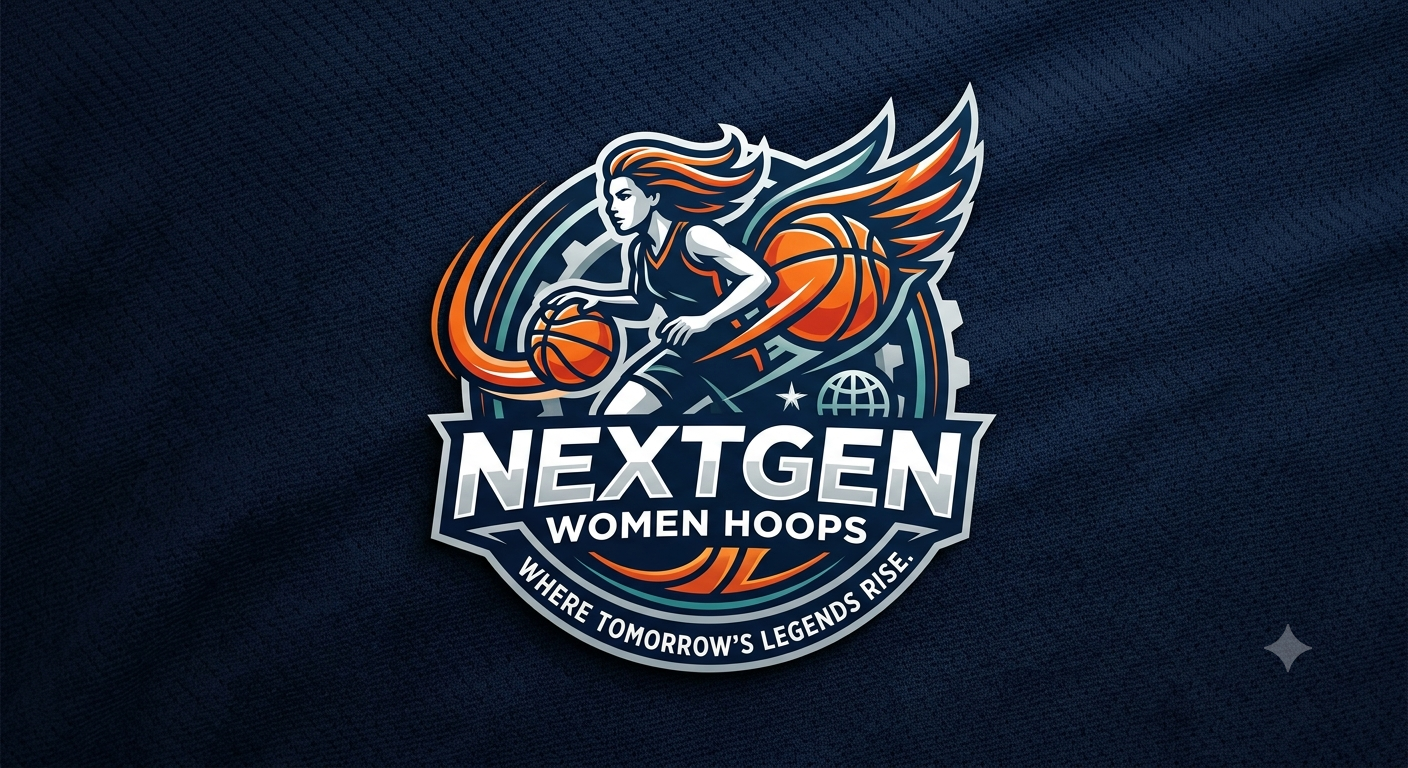 NEXTGEN
WOMEN HOOPS
WHERE TOMORROW'S LEGENDS RISE.